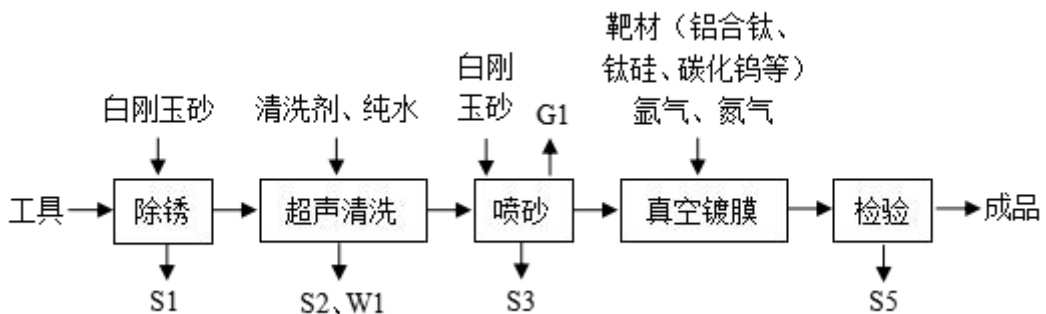 靶材（铝合钛、
钛硅、碳化钨等）
氩气、氮气
白刚
玉砂
G1
白刚玉砂
清洗剂、纯水
工具
除锈
超声清洗
喷砂
真空镀膜
检验
成品
S1
S2、W1
S3
S5